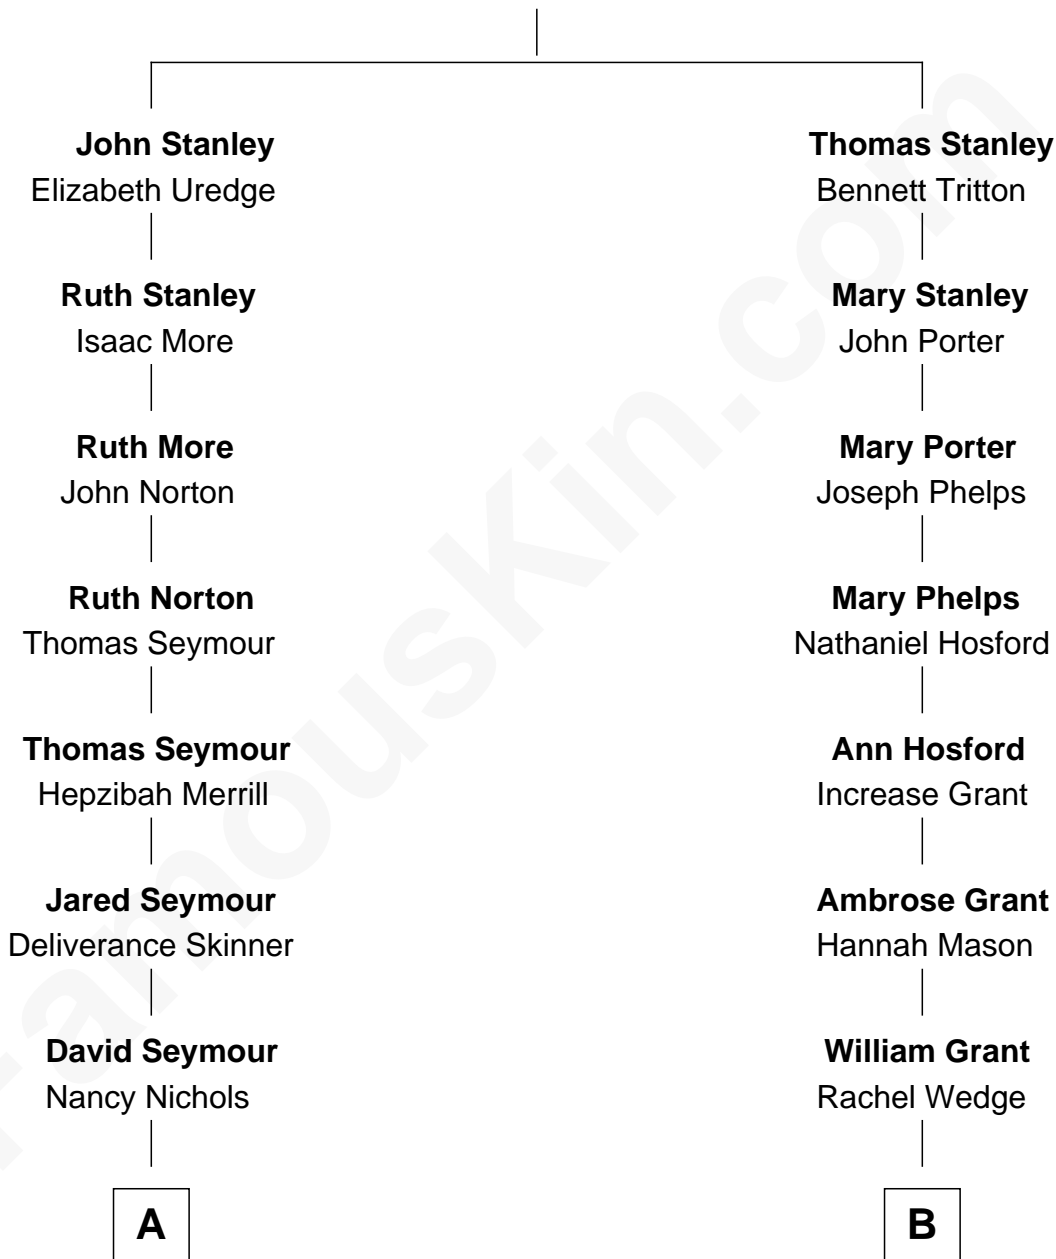 John Stanley
Elizabeth Uredge
Thomas Stanley
Bennett Tritton
Ruth Stanley
Isaac More
Mary Stanley
John Porter
Ruth More
John Norton
Mary Porter
Joseph Phelps
Ruth Norton
Thomas Seymour
Mary Phelps
Nathaniel Hosford
Thomas Seymour
Hepzibah Merrill
Ann Hosford
Increase Grant
Jared Seymour
Deliverance Skinner
Ambrose Grant
Hannah Mason
David Seymour
Nancy Nichols
William Grant
Rachel Wedge
A
B
FamousKin.com